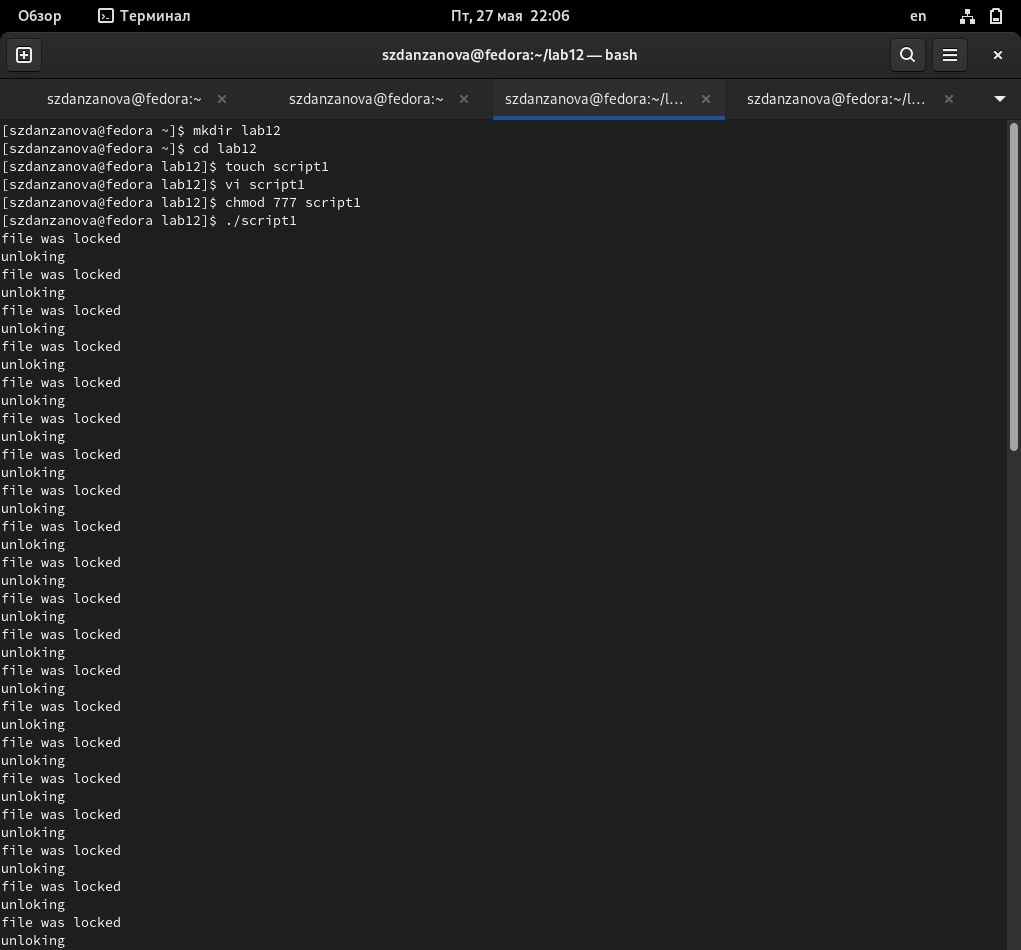 Обзор Терминал Пт, 27 мая 22:06 en
szdanzanova@fedora:~/lab12 — bash
szdanzanova@fedora:~ szdanzanova@fedora:~ szdanzanova@fedora:~/l... szdanzanova@fedora:~/l...
[szdanzanova@fedora ~]$ mkdir lab12
[szdanzanova@fedora ~]$ cd lab12
[szdanzanova@fedora lab12]$ touch script1
[szdanzanova@fedora lab12]$ vi script1
[szdanzanova@fedora lab12]$ chmod 777 script1
[szdanzanova@fedora lab12]$ ./script1
file was locked
unloking
file was locked
unloking
file was locked
unloking
file was locked
unloking
file was locked
unloking
file was locked
unloking
file was locked
unloking
file was locked
unloking
file was locked
unloking
file was locked
unloking
file was locked
unloking
file was locked
unloking
file was locked
unloking
file was locked
unloking
file was locked
unloking
file was locked
unloking
file was locked
unloking
file was locked
unloking
file was locked
unloking
file was locked
unloking